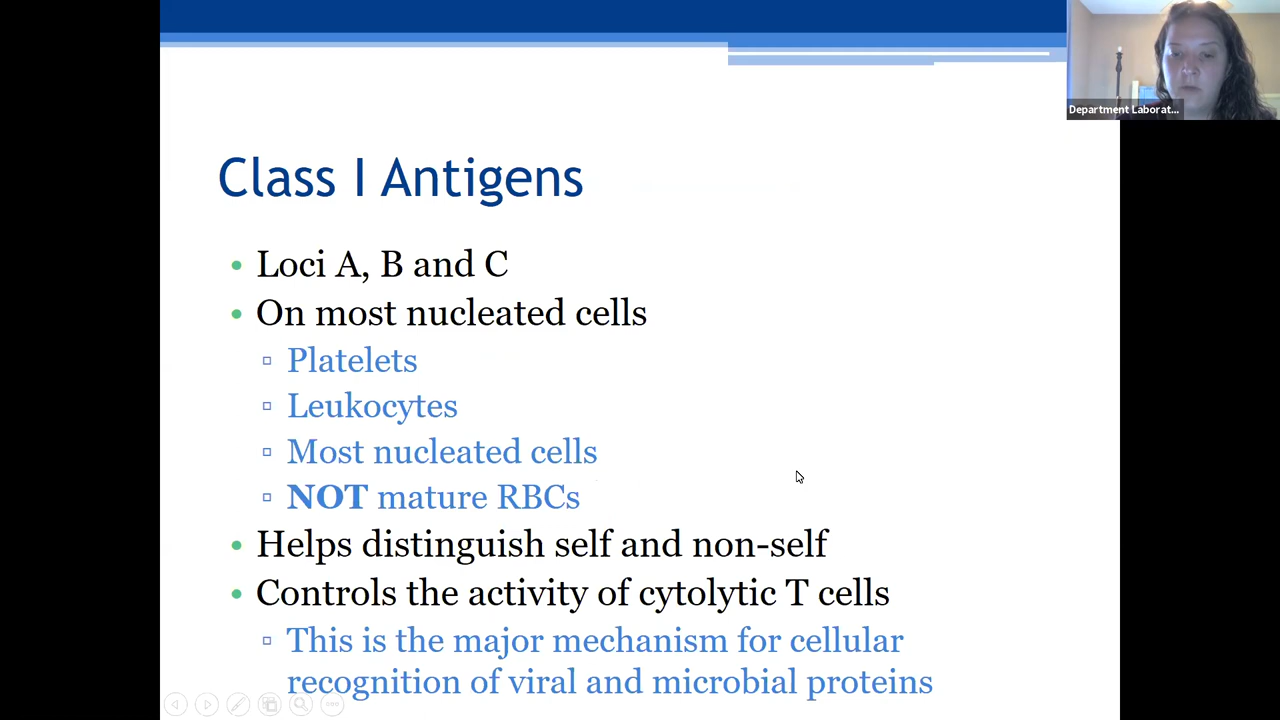 Department Laborat...
Class I Antigens
• Loci A, B and C
• On most nucleated cells
▫ Platelets
▫ Leukocytes
▫ Most nucleated cells
▫ NOT mature RBCs
• Helps distinguish self and non-self
• Controls the activity of cytolytic T cells
▫ This is the major mechanism for cellular
recognition of viral and microbial proteins